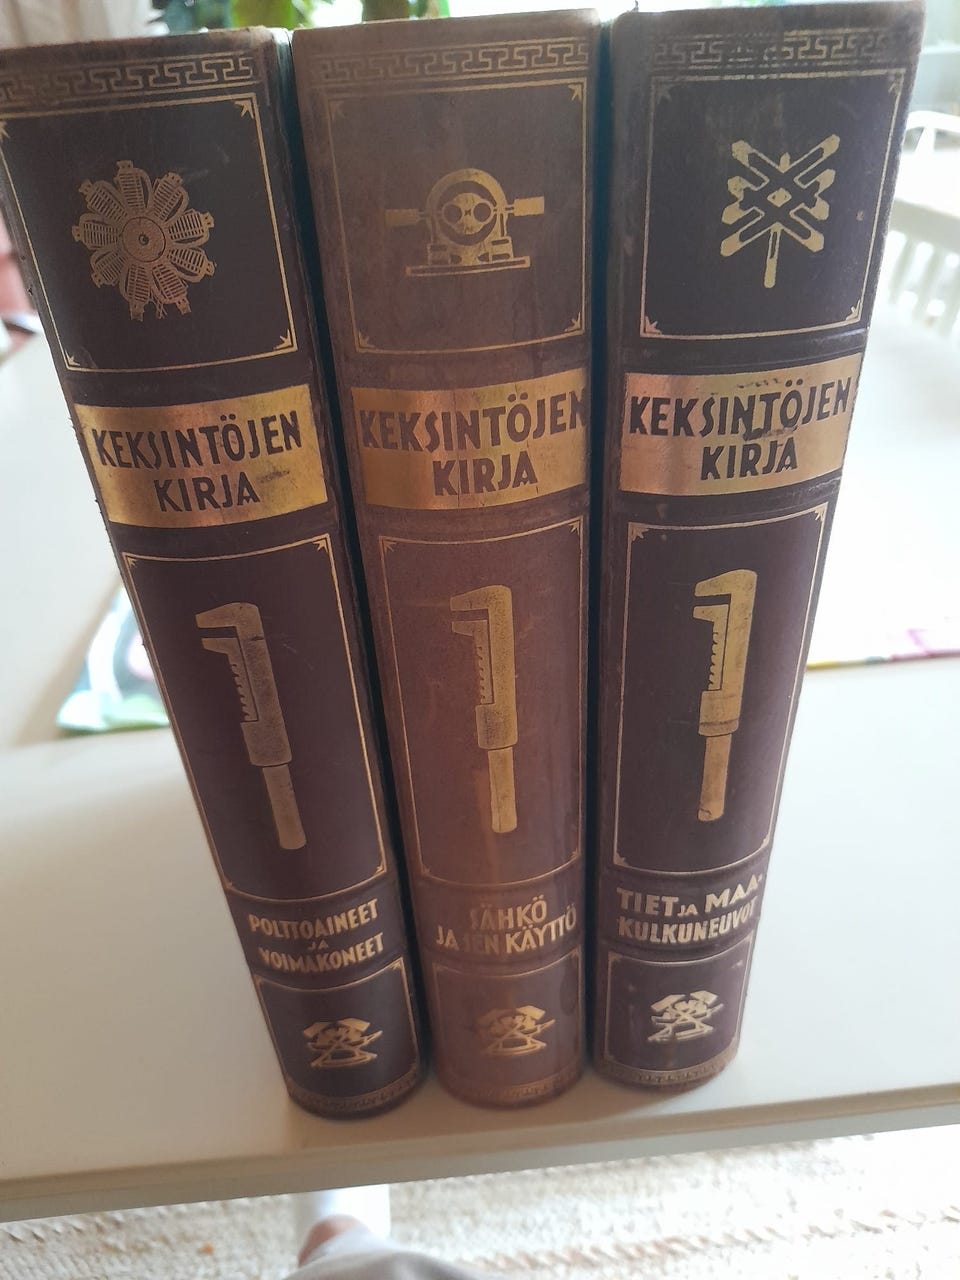 KEKSINTÖJEN
KIRJA
POLTTOAINEET
JA
VOIMAKONEET
KEKSINTÖJEN
KIRJA
SÄHKÖ
JA SEN KÄYTTÖ
KEKSINTÖJEN
KIRJA
TIET JA MAA-
KULKUNEUVOT